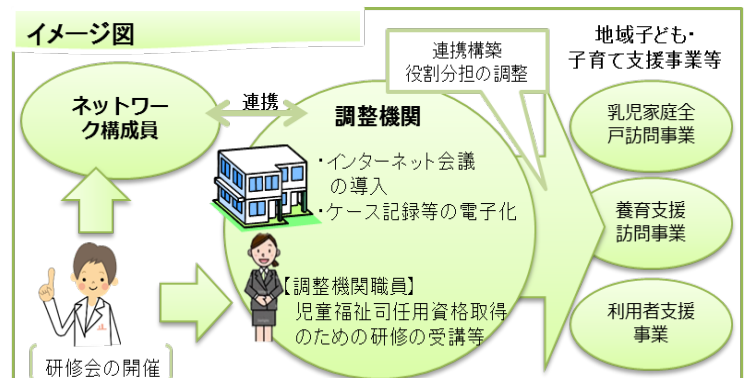 イメージ図
ネットワー
ク構成員
連携
調整機関
・インターネット会議
の導入
・ケース記録等の電子化
【調整機関職員】
児童福祉司任用資格取得
のための研修の受講等
研修会の開催
連携構築
役割分担の調整
地域子ども・
子育て支援事業等
乳児家庭全
戸訪問事業
養育支援
訪問事業
利用者支援
事業